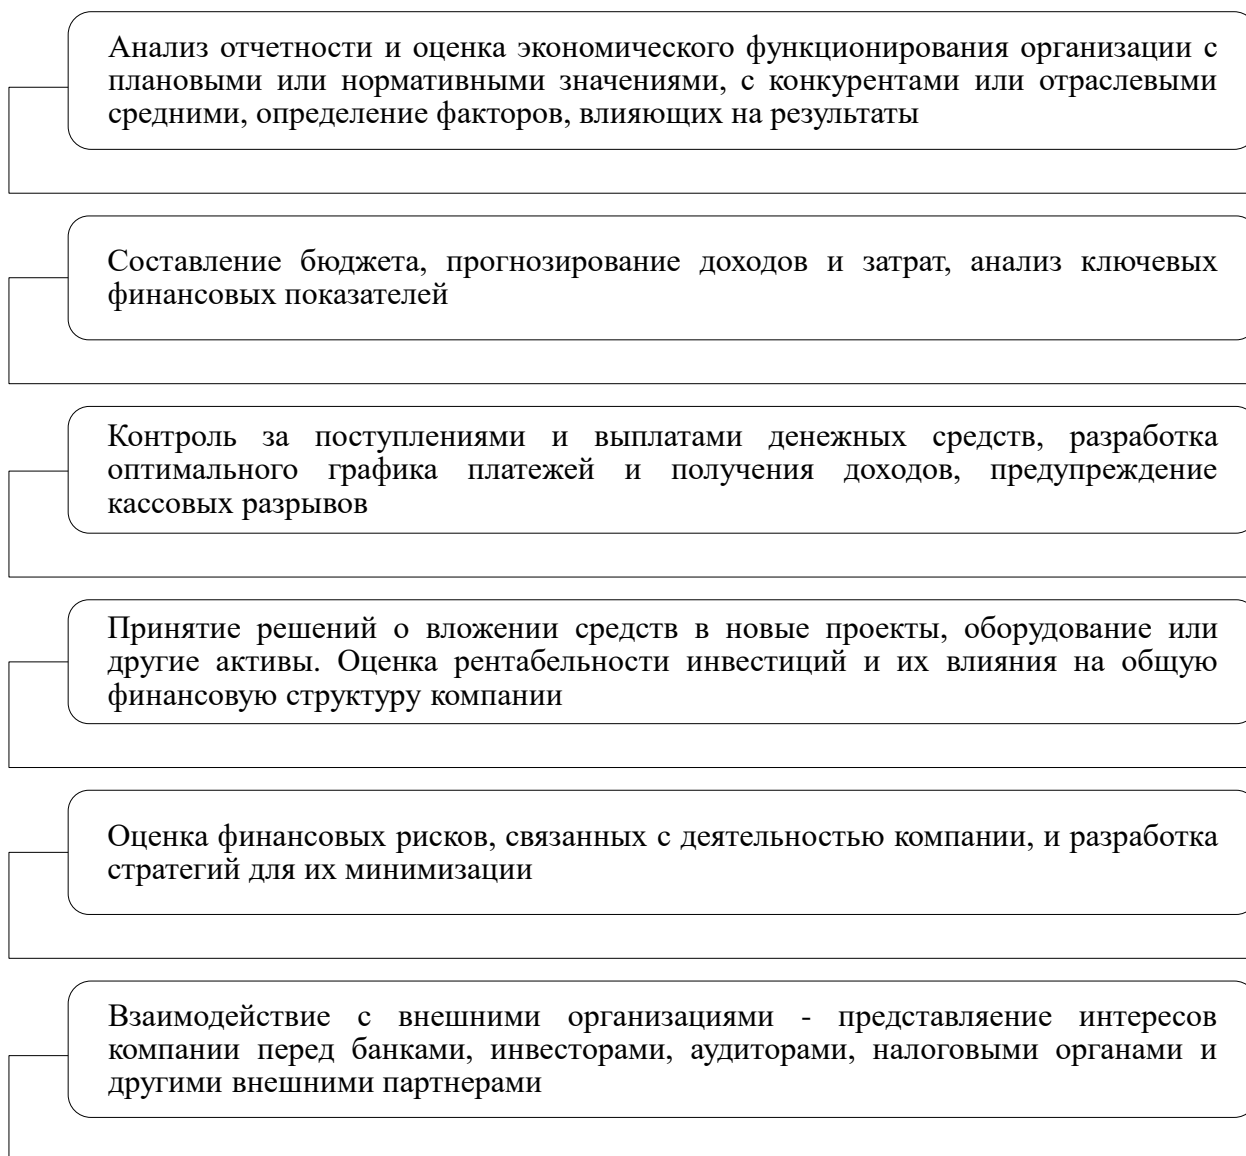 Анализ отчетности и оценка экономического функционирования организации с
плановыми или нормативными значениями, с конкурентами или отраслевыми
средними, определение факторов, влияющих на результаты
Составление бюджета, прогнозирование доходов и затрат, анализ ключевых
финансовых показателей
Контроль за поступлениями и выплатами денежных средств, разработка
оптимального графика платежей и получения доходов, предупреждение
кассовых разрывов
Принятие решений о вложении средств в новые проекты, оборудование или
другие активы. Оценка рентабельности инвестиций и их влияния на общую
финансовую структуру компании
Оценка финансовых рисков, связанных с деятельностью компании, и разработка
стратегий для их минимизации
Взаимодействие с внешними организациями - представляение интересов
компании перед банками, инвесторами, аудиторами, налоговыми органами и
другими внешними партнерами